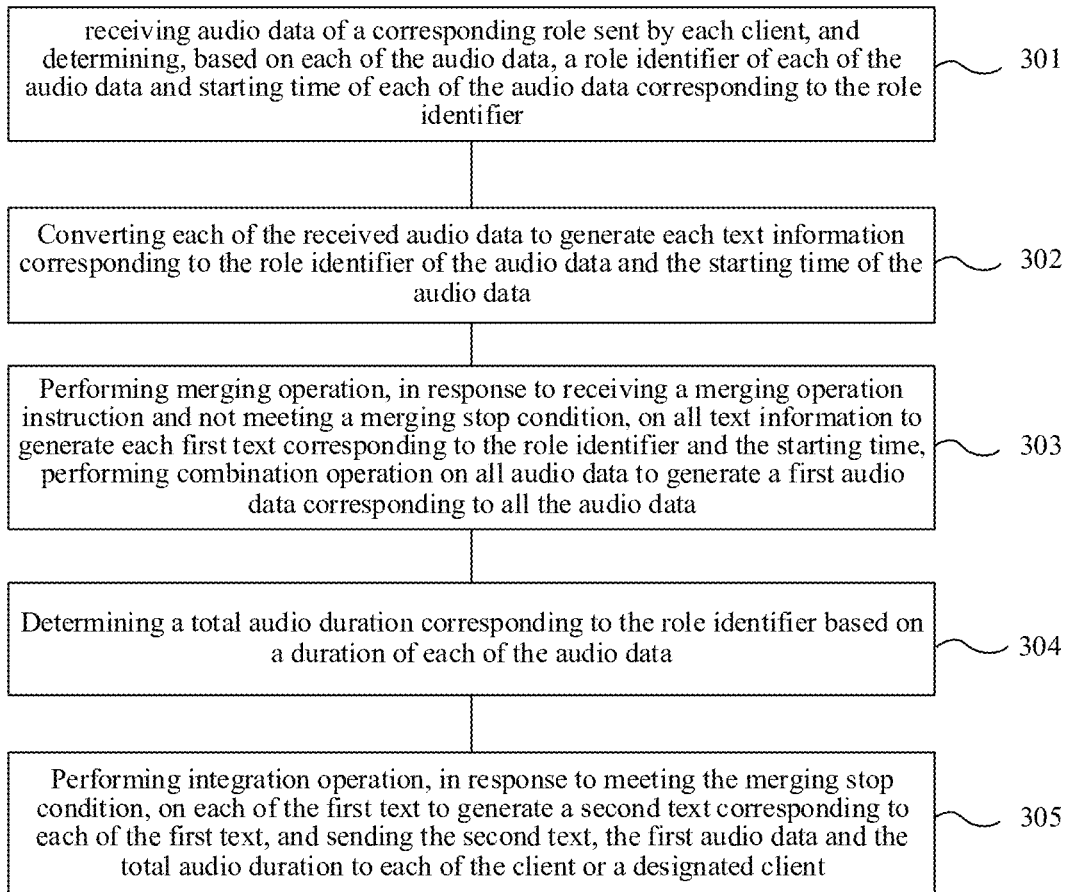 receiving audio data of a corresponding role sent by each client, and
determining, based on each of the audio data, a role identifier of each of the
audio data and starting time of each of the audio data corresponding to the role
identifier
301
Converting each of the received audio data to generate each text information
corresponding to the role identifier of the audio data and the starting time of the
audio data
302
Performing merging operation, in response to receiving a merging operation
instruction and not meeting a merging stop condition, on all text information to
generate each first text corresponding to the role identifier and the starting time,
performing combination operation on all audio data to generate a first audio
data corresponding to all the audio data
303
Determining a total audio duration corresponding to the role identifier based on
a duration of each of the audio data
304
Performing integration operation, in response to meeting the merging stop
condition, on each of the first text to generate a second text corresponding to
each of the first text, and sending the second text, the first audio data and the
total audio duration to each of the client or a designated client
305